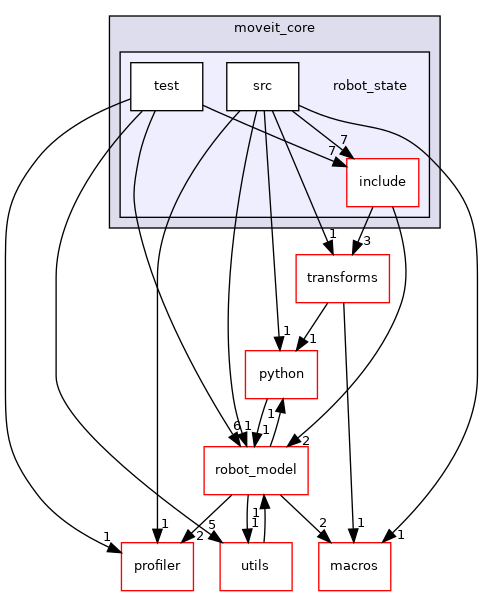 moveit_core
test
src
robot_state
7
7
include
1
3
transforms
1
1
python
1
6
1
1
2
robot_model
1
5
1
2
1
2
1
1
1
profiler
utils
macros